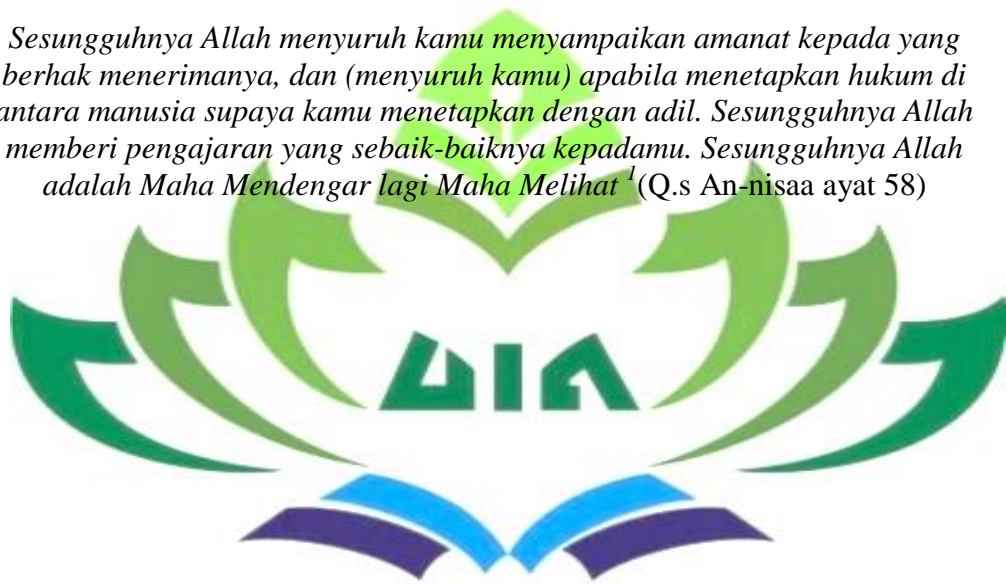 Sesungguhnya Allah menyuruh kamu menyampaikan amanat kepada yang
berhak menerimanya, dan (menyuruh kamu) apabila menetapkan hukum di
antara manusia supaya kamu menetapkan dengan adil. Sesungguhnya Allah
memberi pengajaran yang sebaik-baiknya kepadamu. Sesungguhnya Allah
adalah Maha Mendengar lagi Maha Melihat ¹(Q.s An-nisaa ayat 58)
UIN